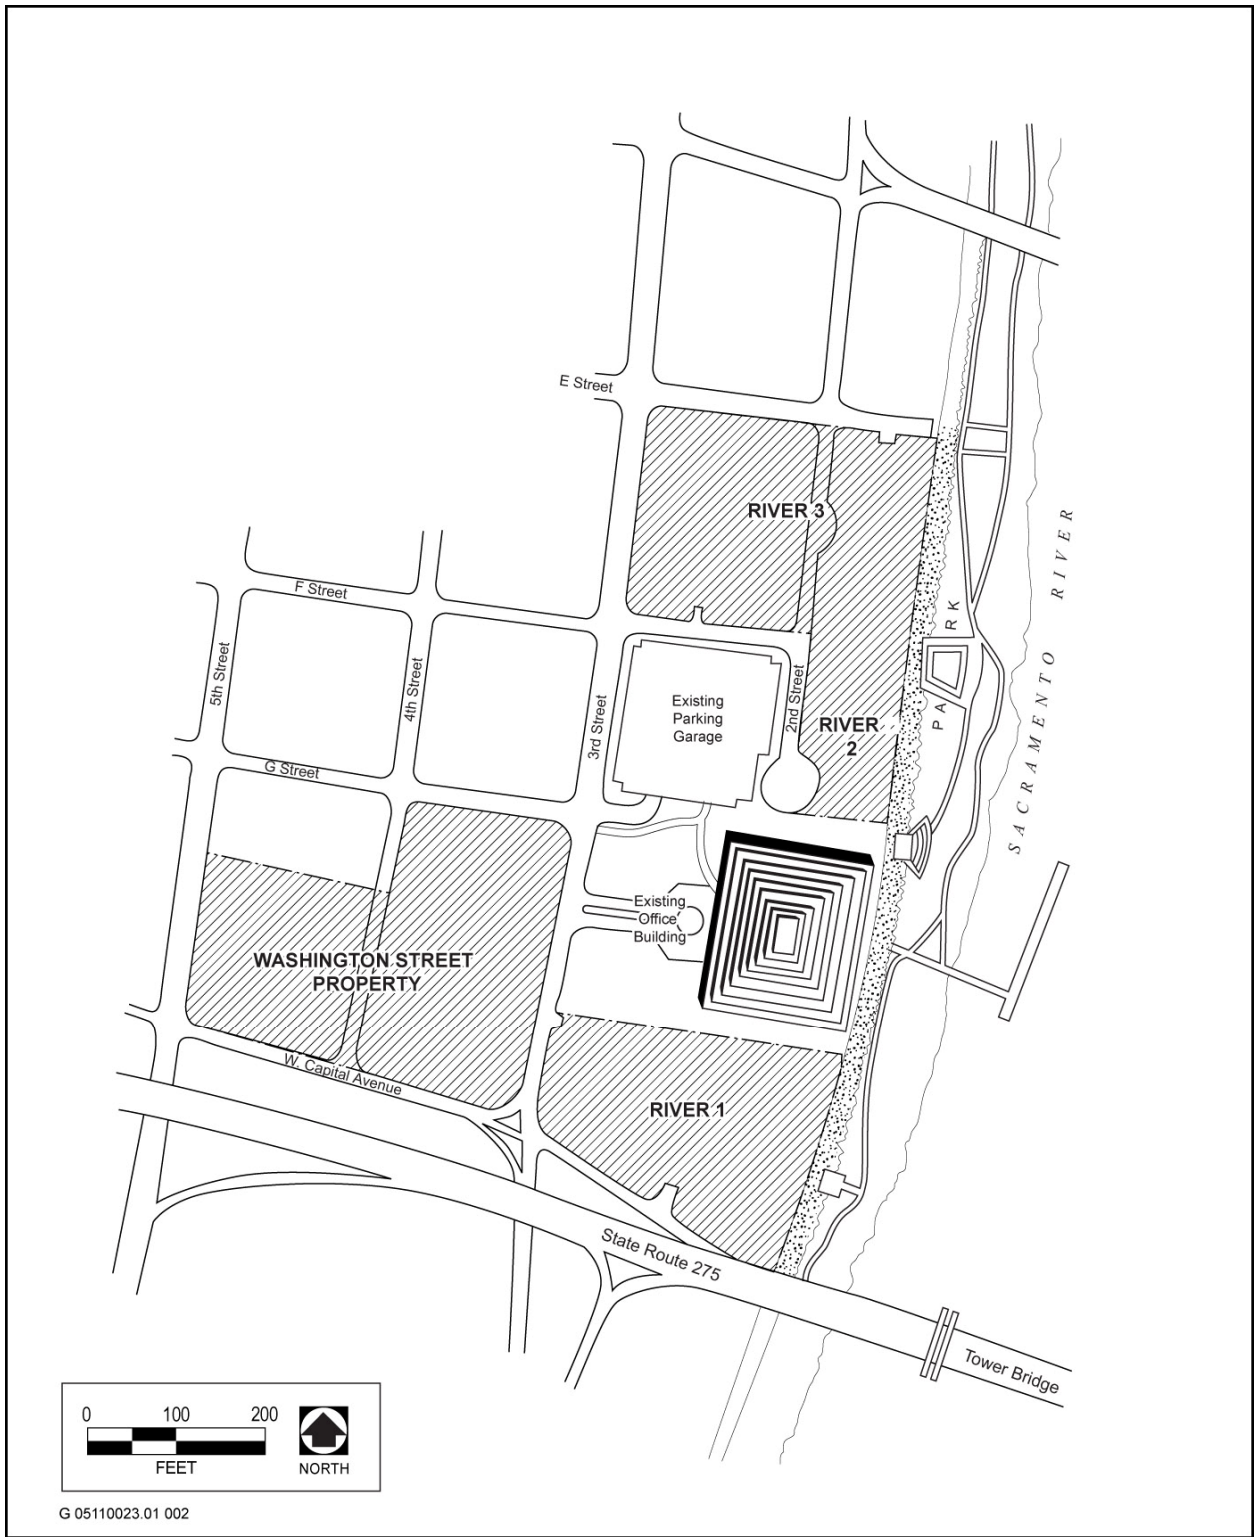 E Street
RIVER 3
F Street
5th Street
4th Street
3rd Street
2nd Street
Existing
Parking
Garage
RIVER
2
PARK
SACRAMENTO RIVER
G Street
Existing
Office
Building
WASHINGTON STREET
PROPERTY
W. Capital Avenue
RIVER 1
State Route 275
Tower Bridge
0 100 200
FEET
NORTH
G 05110023.01 002